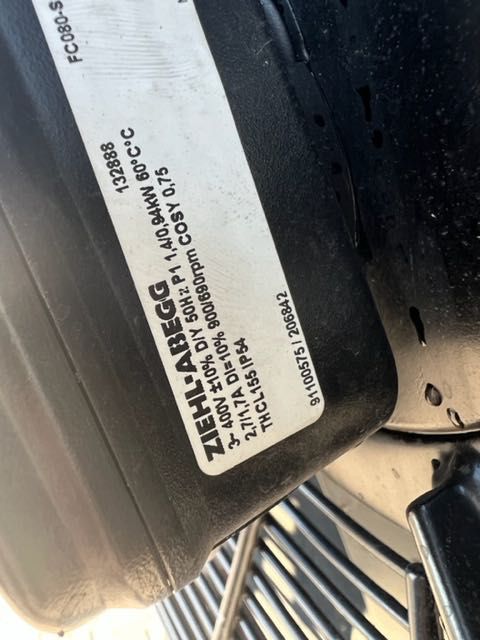 FC080-S
132888
ZIEHL-ABEGG
3~ 400V ±10% D/Y 50Hz P1 1,4/0,94kW 60°C°C
2,7/1,7A DI=10% 900/690rpm COSY 0,75
THCL155 IP54
91100575 / 206842